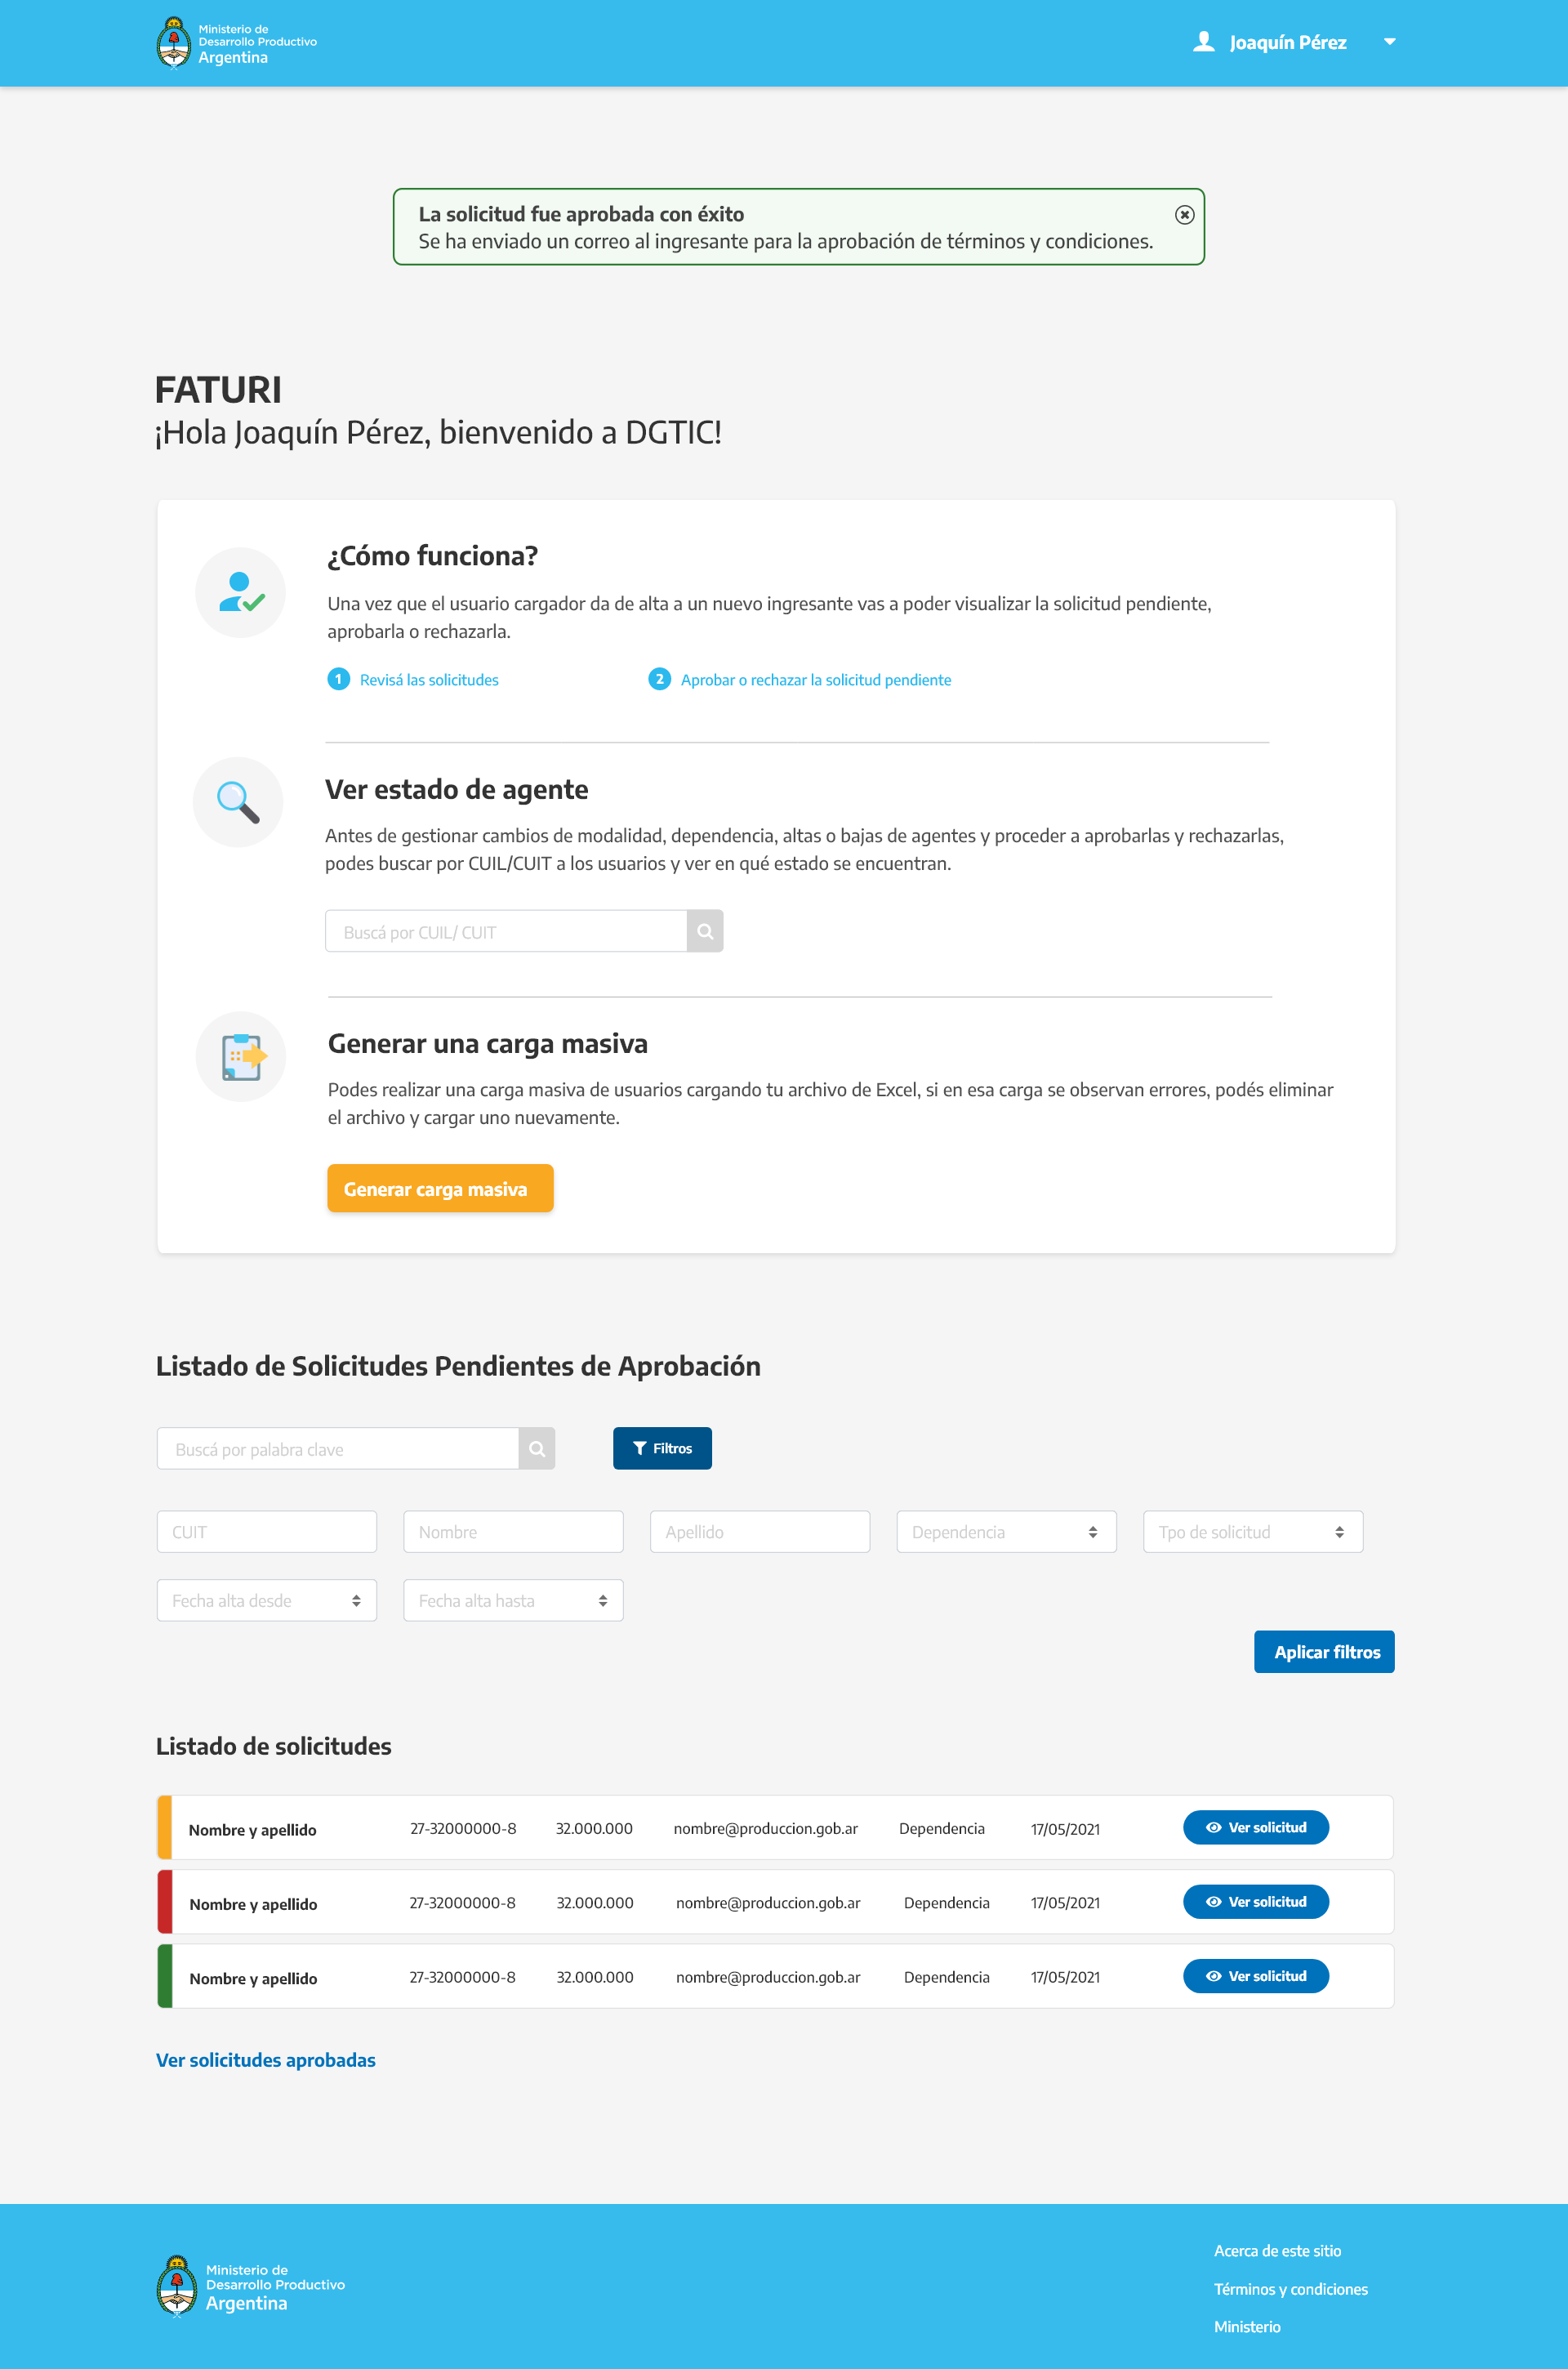 Ministerio de
Desarrollo Productivo
Argentina
Joaquín Pérez
La solicitud fue aprobada con éxito
Se ha enviado un correo al ingresante para la aprobación de términos y condiciones.
FATURI
¡Hola Joaquín Pérez, bienvenido a DGTIC!
¿Cómo funciona?
Una vez que el usuario cargador da de alta a un nuevo ingresante vas a poder visualizar la solicitud pendiente,
aprobarla o rechazarla.
1 Revisá las solicitudes 2 Aprobar o rechazar la solicitud pendiente
Ver estado de agente
Antes de gestionar cambios de modalidad, dependencia, altas o bajas de agentes y proceder a aprobarlas y rechazarlas,
podes buscar por CUIL/CUIT a los usuarios y ver en qué estado se encuentran.
Buscá por CUIL/ CUIT
Generar una carga masiva
Podes realizar una carga masiva de usuarios cargando tu archivo de Excel, si en esa carga se observan errores, podés eliminar
el archivo y cargar uno nuevamente.
Generar carga masiva
Listado de Solicitudes Pendientes de Aprobación
Buscá por palabra clave Filtros
CUIT Nombre Apellido Dependencia Tpo de solicitud
Fecha alta desde Fecha alta hasta
Aplicar filtros
Listado de solicitudes
Nombre y apellido 27-32000000-8 32.000.000 nombre@produccion.gob.ar Dependencia 17/05/2021 Ver solicitud
Nombre y apellido 27-32000000-8 32.000.000 nombre@produccion.gob.ar Dependencia 17/05/2021 Ver solicitud
Nombre y apellido 27-32000000-8 32.000.000 nombre@produccion.gob.ar Dependencia 17/05/2021 Ver solicitud
Ver solicitudes aprobadas
Ministerio de
Desarrollo Productivo
Argentina
Acerca de este sitio
Términos y condiciones
Ministerio